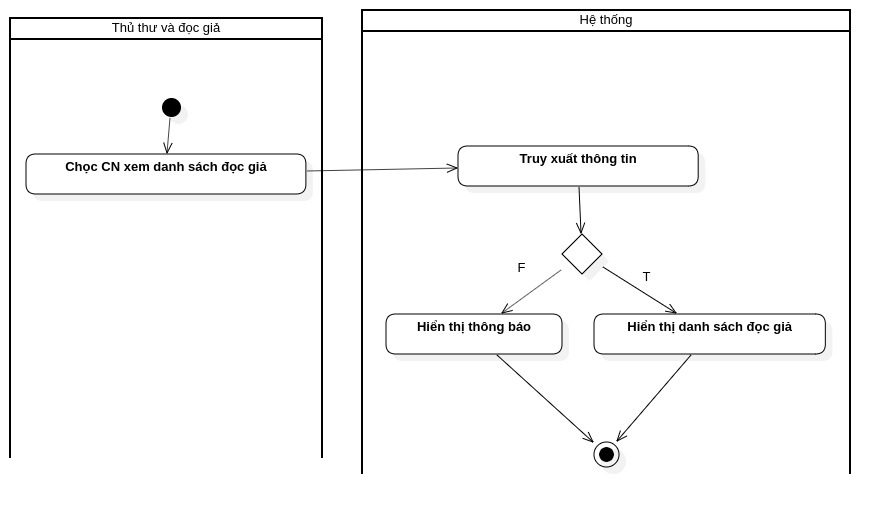 Thủ thư và đọc giả
Hệ thống
Chọc CN xem danh sách đọc giả
Truy xuất thông tin
F
T
Hiển thị thông báo
Hiển thị danh sách đọc giả